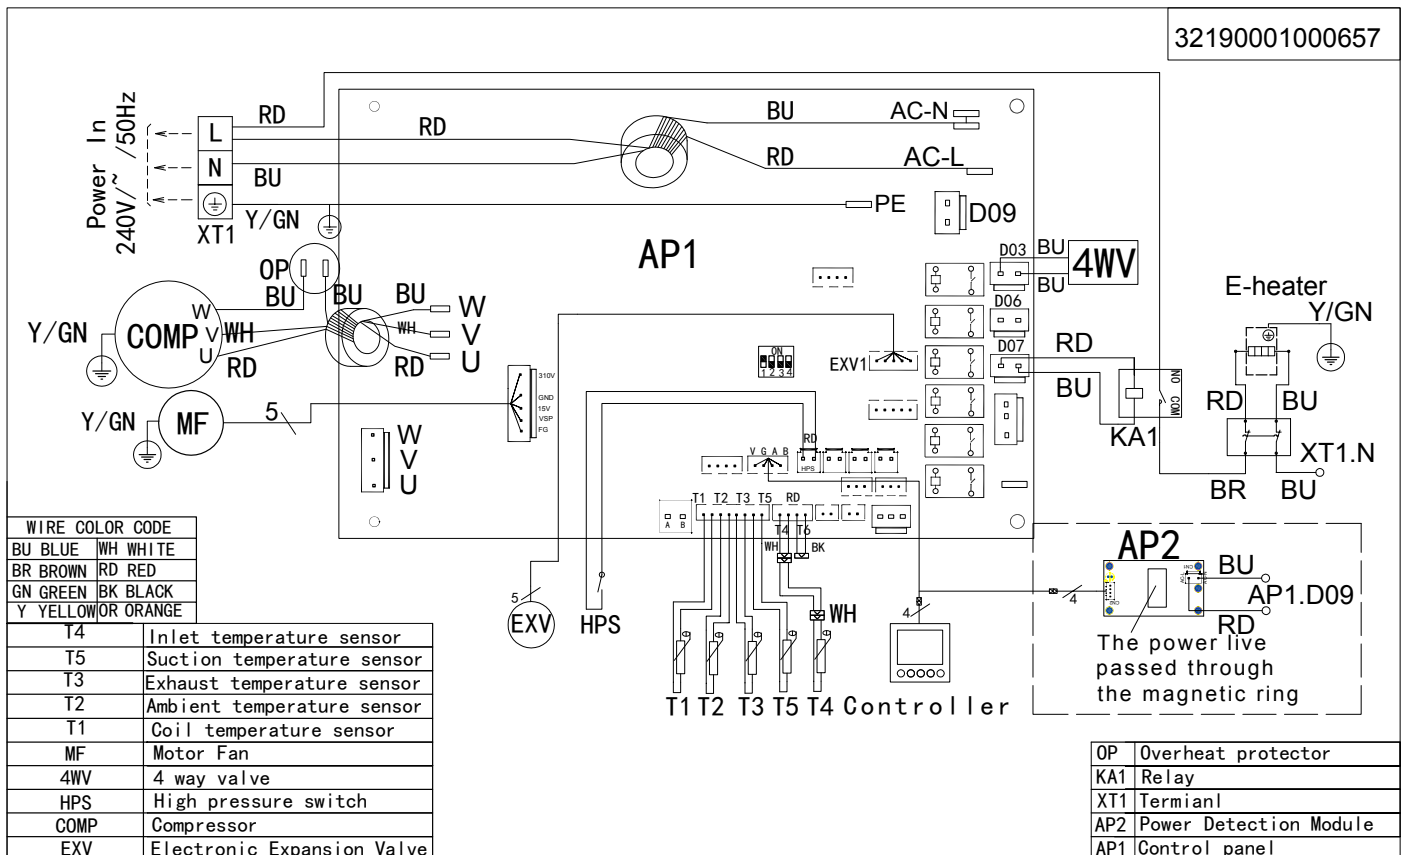 32190001000657
Power In
240V/~ /50Hz
L
N
XT1
RD
RD
BU
Y/GN
BU
AC-N
RD
AC-L
PE
D09
AP1
OP
BU
BU
BU
W
WH
V
RD
U
COMP
W
V
U
WH
RD
Y/GN
MF
Y/GN
5
310V
GND
15V
VSP
FG
W
V
U
ON
1 2 3 4
EXV1
D03
BU
BU
4WV
D06
D07
RD
BU
KA1
NO COM
E-heater
Y/GN
RD
BU
XT1.N
BR
BU
V G A B
RD
HPS
A B
T1 T2 T3 T5 RD
T4 T6
WH
BK
WH
5
EXV
HPS
T1 T2 T3 T5 T4 Controller
4
4
AP2
BU
AP1.D09
RD
The power live
passed through
the magnetic ring
WIRE COLOR CODE
BU BLUE WH WHITE
BR BROWN RD RED
GN GREEN BK BLACK
Y YELLOW OR ORANGE
T4 Inlet temperature sensor
T5 Suction temperature sensor
T3 Exhaust temperature sensor
T2 Ambient temperature sensor
T1 Coil temperature sensor
MF Motor Fan
4WV 4 way valve
HPS High pressure switch
COMP Compressor
EXV Electronic Expansion Valve
OP Overheat protector
KA1 Relay
XT1 Termianl
AP2 Power Detection Module
AP1 Control panel